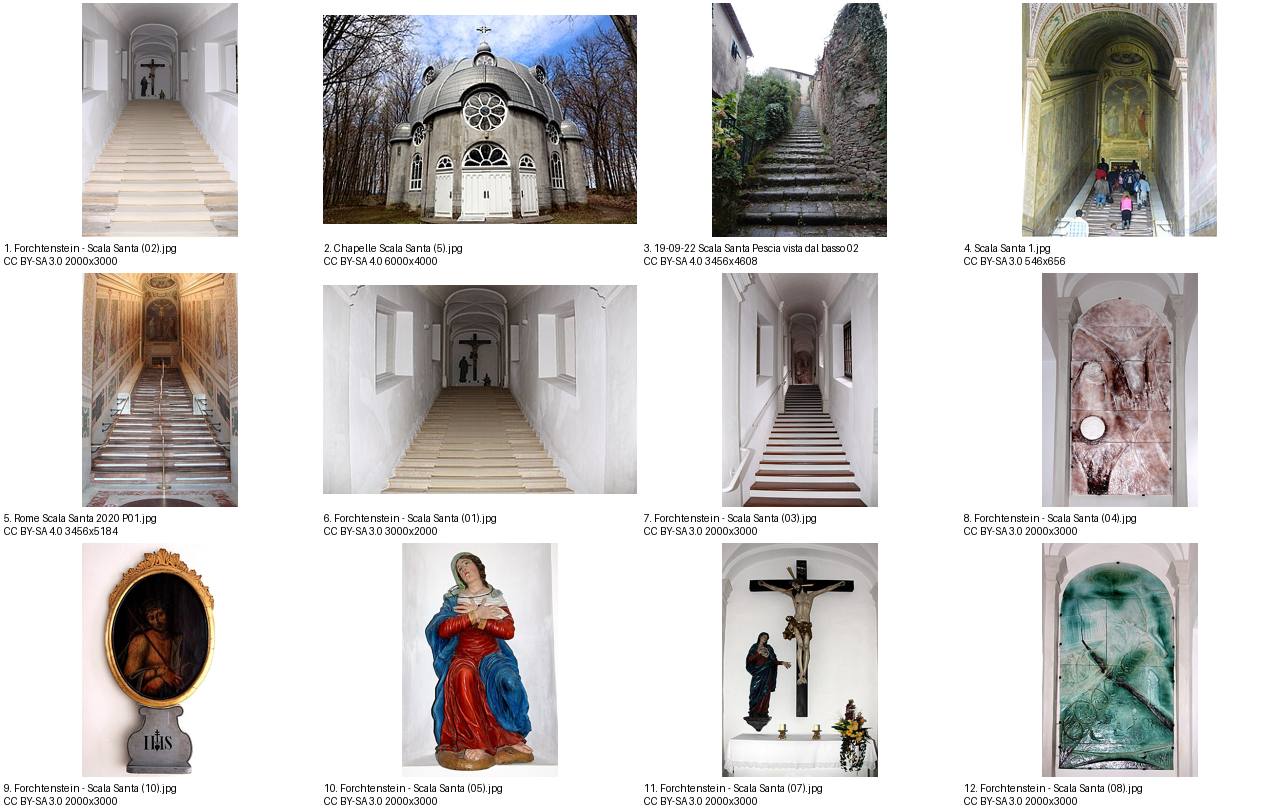 1. Forchtenstein - Scala Santa (02).jpg
CC BY-SA 3.0 2000x3000
2. Chapelle Scala Santa (5).jpg
CC BY-SA 4.0 6000x4000
3. 19-09-22 Scala Santa Pescia vista dal basso 02
CC BY-SA 4.0 3456x4608
4. Scala Santa 1.jpg
CC BY-SA 3.0 546x656
5. Rome Scala Santa 2020 P01.jpg
CC BY-SA 4.0 3456x5184
6. Forchtenstein - Scala Santa (01).jpg
CC BY-SA 3.0 3000x2000
7. Forchtenstein - Scala Santa (03).jpg
CC BY-SA 3.0 2000x3000
8. Forchtenstein - Scala Santa (04).jpg
CC BY-SA 3.0 2000x3000
IHS
9. Forchtenstein - Scala Santa (10).jpg
CC BY-SA 3.0 2000x3000
10. Forchtenstein - Scala Santa (05).jpg
CC BY-SA 3.0 2000x3000
11. Forchtenstein - Scala Santa (07).jpg
CC BY-SA 3.0 2000x3000
12. Forchtenstein - Scala Santa (08).jpg
CC BY-SA 3.0 2000x3000